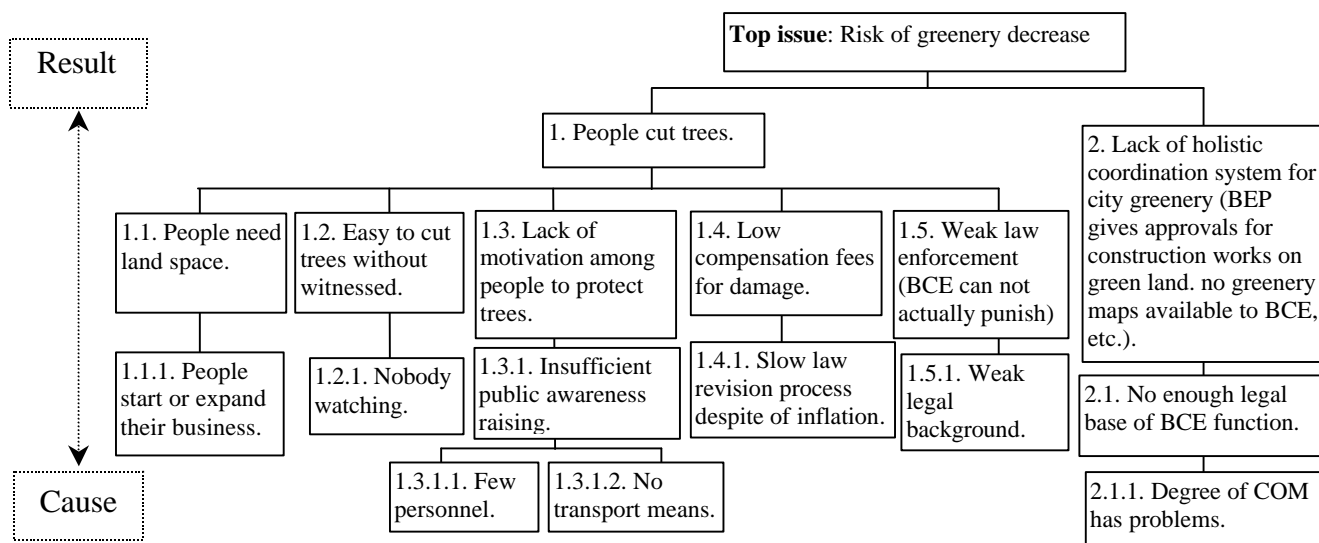 Top issue: Risk of greenery decrease
Result
1. People cut trees.
2. Lack of holistic
coordination system for
city greenery (BEP
gives approvals for
construction works on
green land. no greenery
maps available to BCE,
etc.).
1.1. People need
land space.
1.2. Easy to cut
trees without
witnessed.
1.3. Lack of
motivation among
people to protect
trees.
1.4. Low
compensation fees
for damage.
1.5. Weak law
enforcement
(BCE can not
actually punish)
1.1.1. People
start or expand
their business.
1.2.1. Nobody
watching.
1.3.1. Insufficient
public awareness
raising.
1.4.1. Slow law
revision process
despite of inflation.
1.5.1. Weak
legal
background.
2.1. No enough legal
base of BCE function.
1.3.1.1. Few
personnel.
1.3.1.2. No
transport means.
2.1.1. Degree of COM
has problems.
Cause